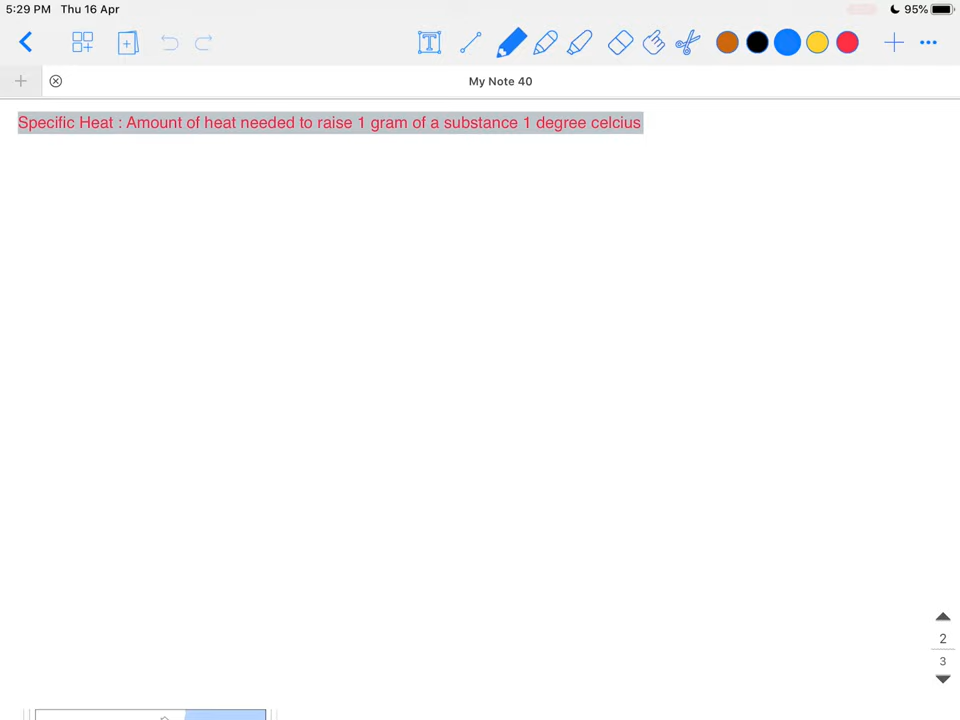 5:29 PM Thu 16 Apr
95%
T
My Note 40
Specific Heat : Amount of heat needed to raise 1 gram of a substance 1 degree celcius
2
3